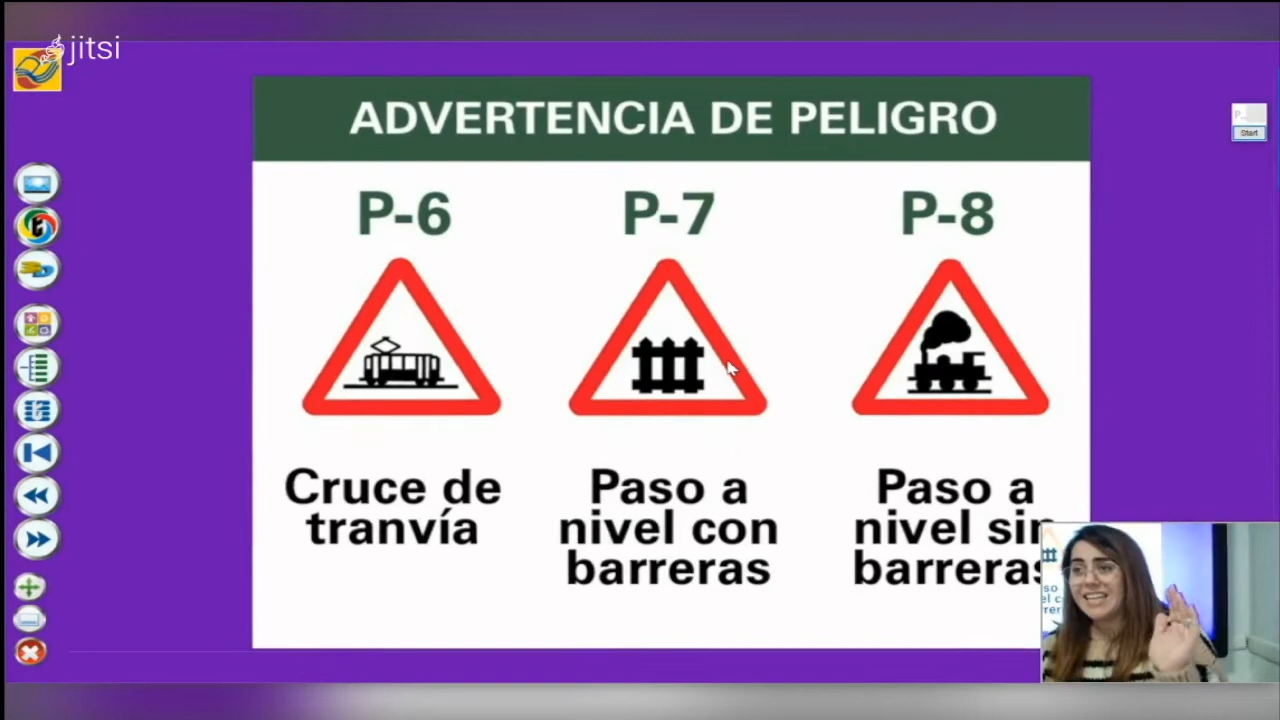 jitsi
ADVERTENCIA DE PELIGRO
P-6
P-7
P-8
Cruce de
tranvía
Paso a
nivel con
barreras
Paso a
nivel sin
barreras
Start